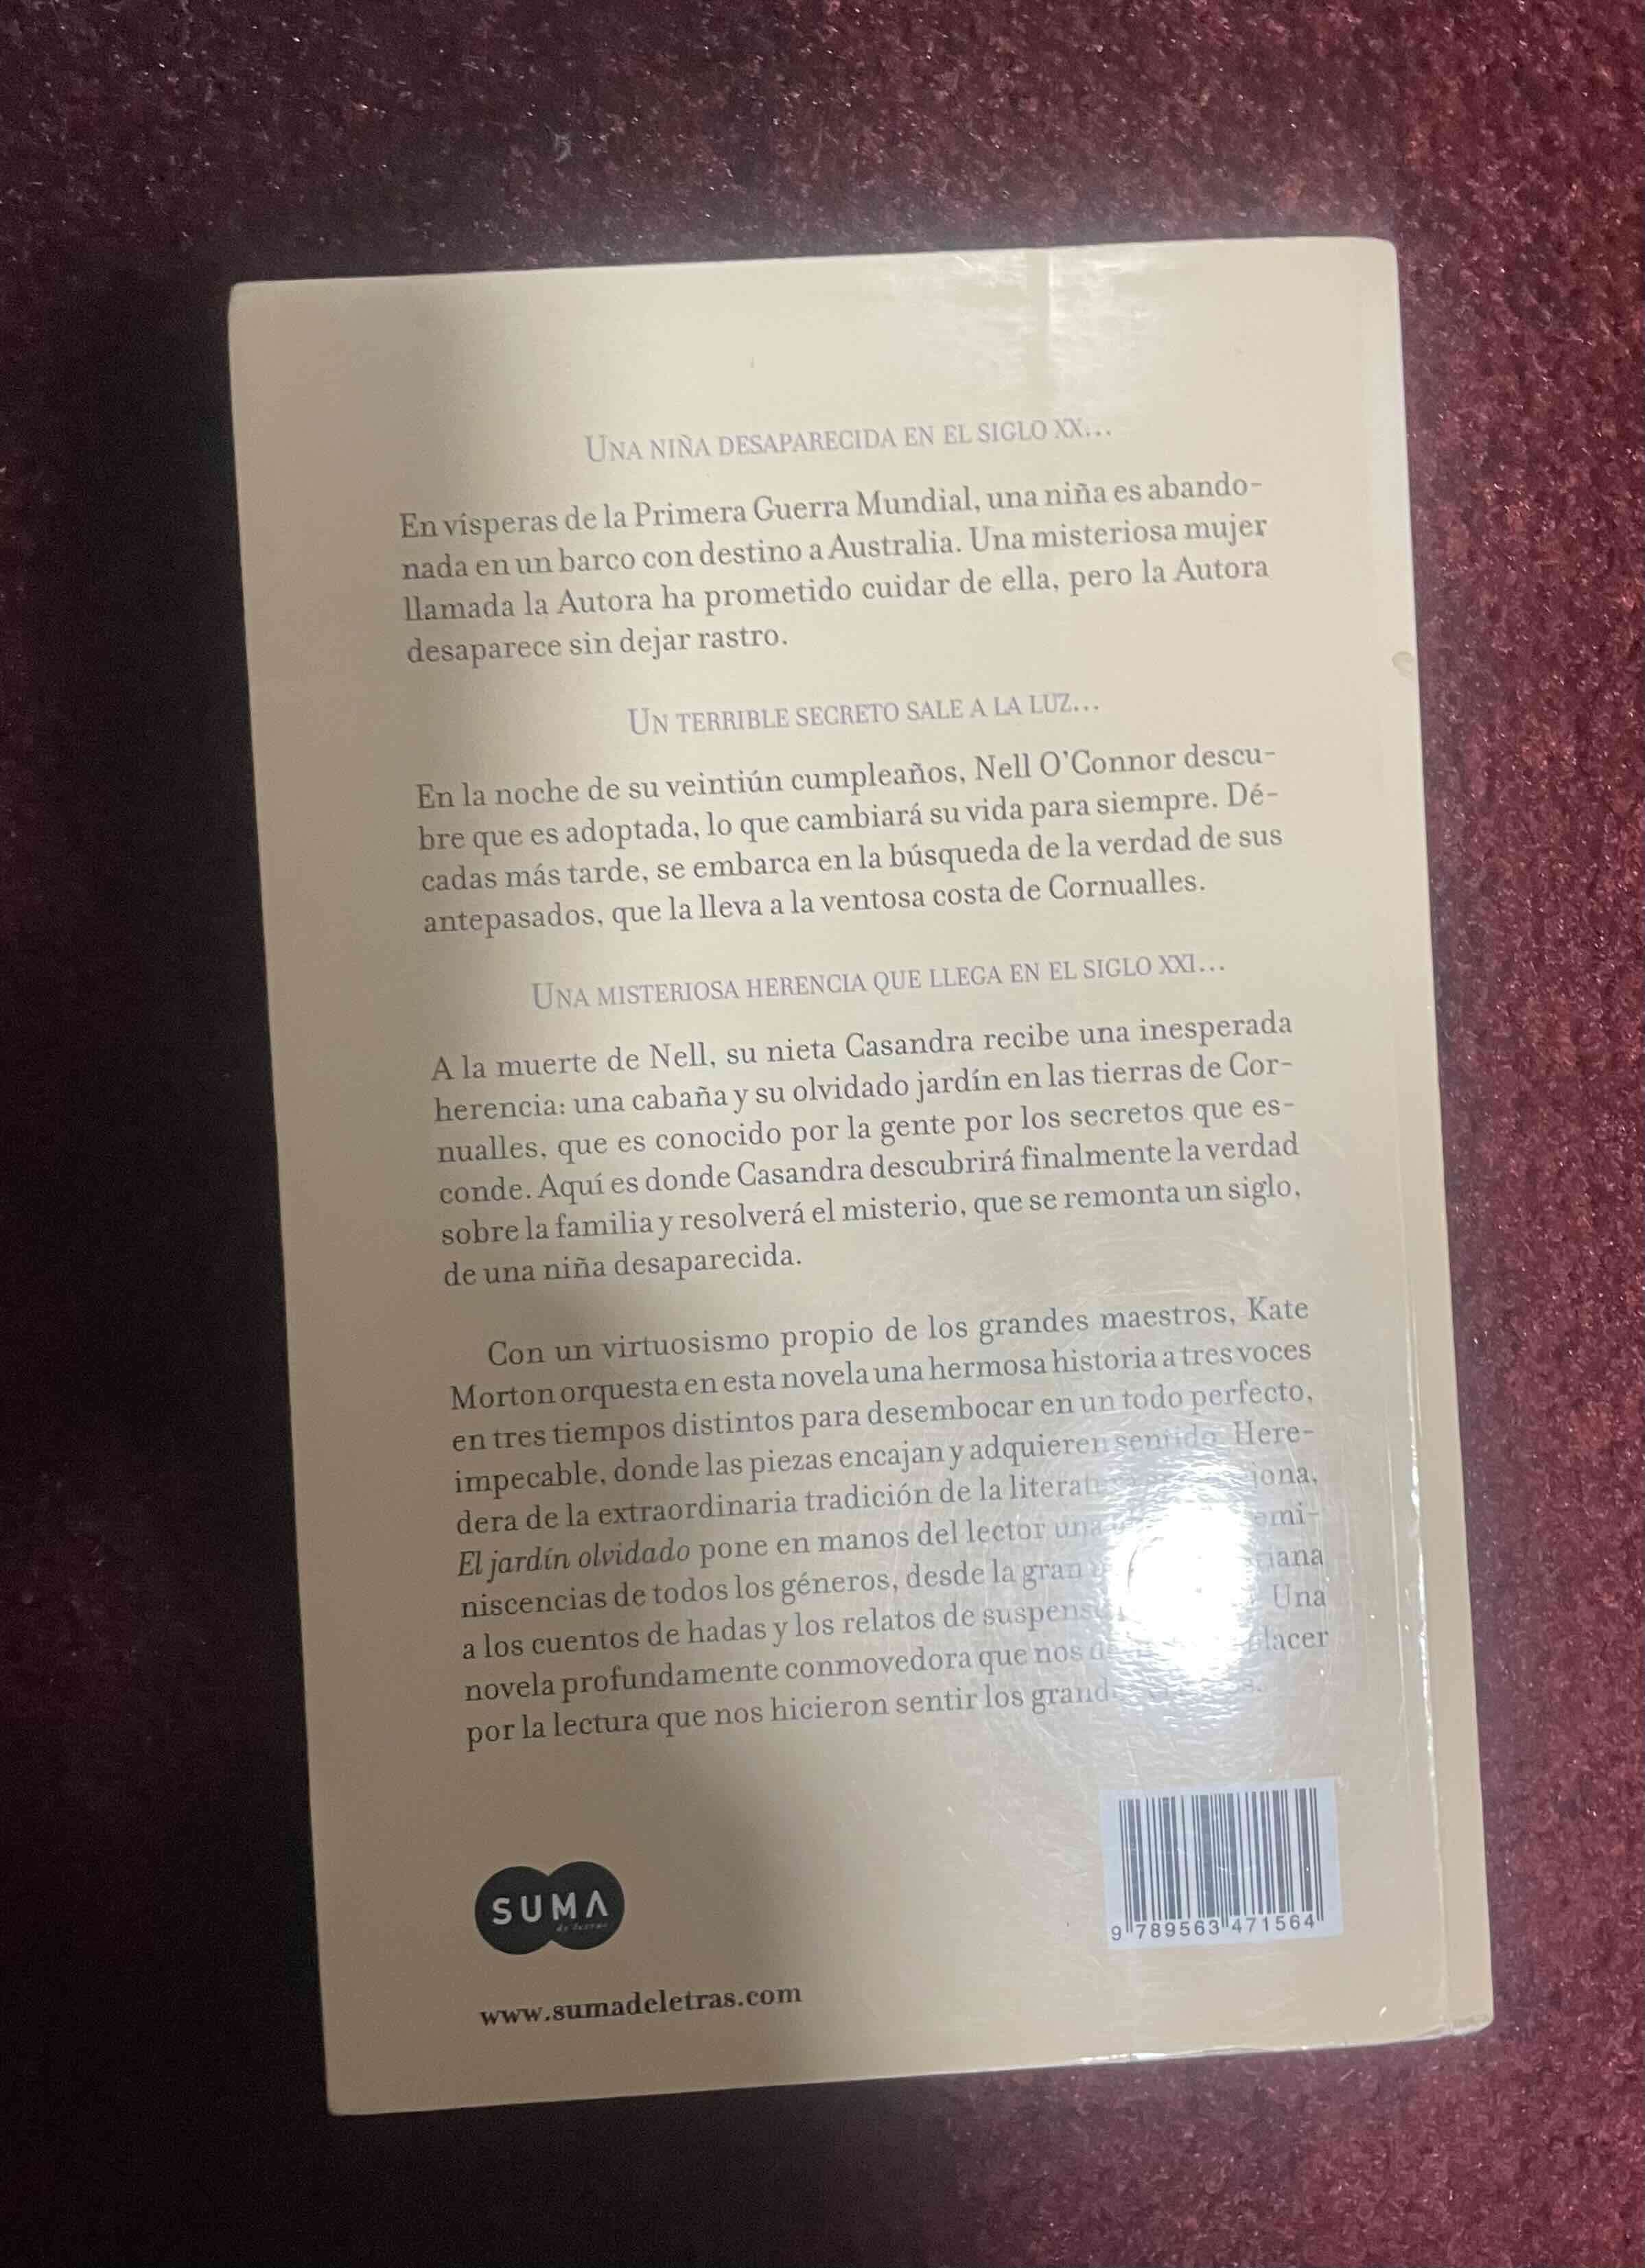 UNA NIÑA DESAPARECIDA EN EL SIGLO XX...
En vísperas de la Primera Guerra Mundial, una niña es abando-
nada en un barco con destino a Australia. Una misteriosa mujer
llamada la Autora ha prometido cuidar de ella, pero la Autora
desaparece sin dejar rastro.
UN TERRIBLE SECRETO SALE A LA LUZ...
En la noche de su veintiún cumpleaños, Nell O'Connor descu-
bre que es adoptada, lo que cambiará su vida para siempre. Dé-
cadas más tarde, se embarca en la búsqueda de la verdad de sus
antepasados, que la lleva a la ventosa costa de Cornualles.
UNA MISTERIOSA HERENCIA QUE LLEGA EN EL SIGLO XXI...
A la muerte de Nell, su nieta Casandra recibe una inesperada
herencia: una cabaña y su olvidado jardín en las tierras de Cor-
nualles, que es conocido por la gente por los secretos que es-
conde. Aquí es donde Casandra descubrirá finalmente la verdad
sobre la familia y resolverá el misterio, que se remonta un siglo,
de una niña desaparecida.
Con un virtuosismo propio de los grandes maestros, Kate
Morton orquesta en esta novela una hermosa historia a tres voces
en tres tiempos distintos para desembocar en un todo perfecto,
impecable, donde las piezas encajan y adquieren sentido. Here-
dera de la extraordinaria tradición de la
El jardín olvidado pone en manos del lector una
niscencias de todos los géneros, desde la gran
a los cuentos de hadas y los relatos de Una
novela profundamente conmovedora que nos placer
por la lectura que nos hicieron sentir los
SUMA
de letras
9 789563 471564
www.sumadeletras.com